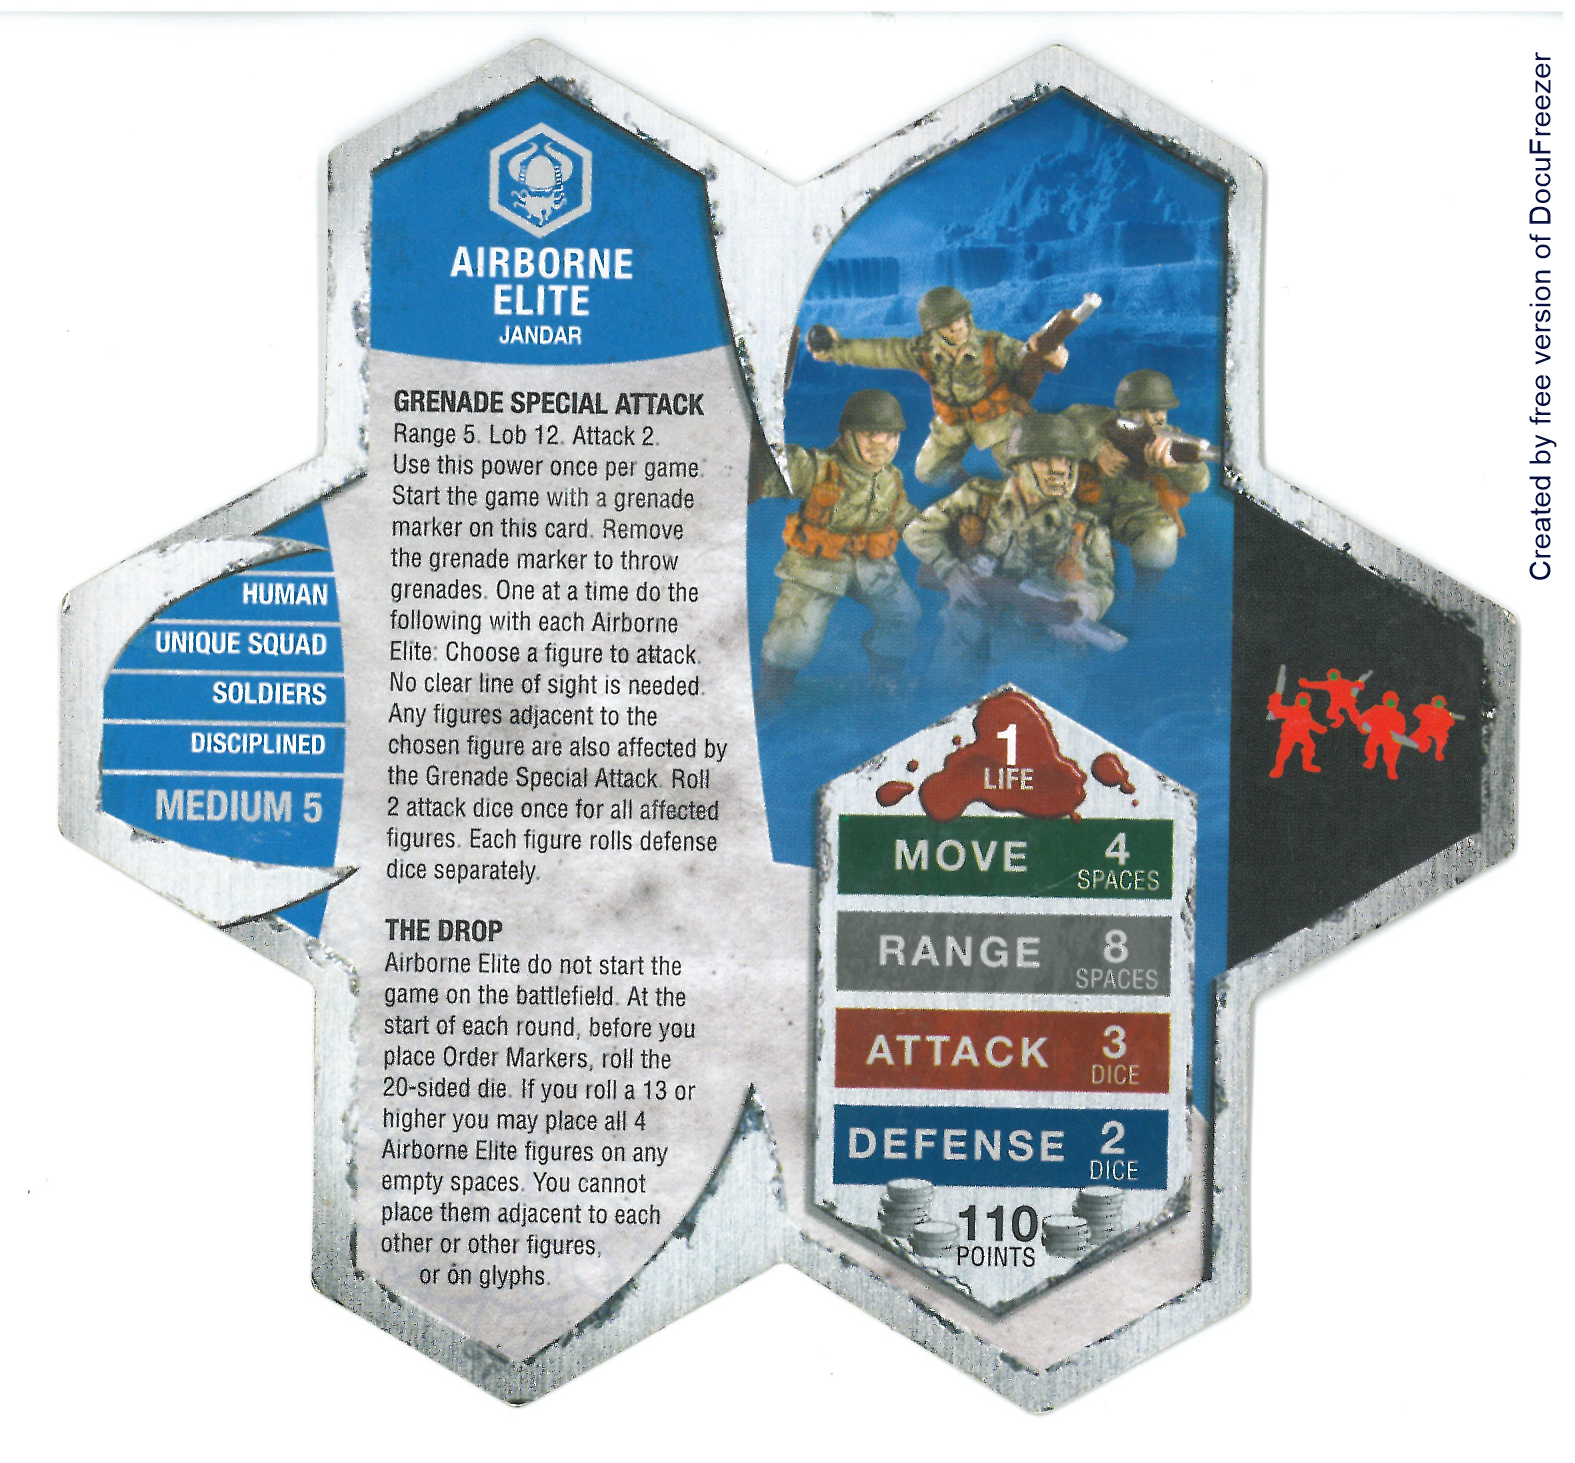 AIRBORNE
ELITE
JANDAR
GRENADE SPECIAL ATTACK
Range 5. Lob 12. Attack 2.
Use this power once per game.
Start the game with a grenade
marker on this card. Remove
the grenade marker to throw
grenades. One at a time do the
following with each Airborne
Elite: Choose a figure to attack.
No clear line of sight is needed.
Any figures adjacent to the
chosen figure are also affected by
the Grenade Special Attack. Roll
2 attack dice once for all affected
figures. Each figure rolls defense
dice separately.
THE DROP
Airborne Elite do not start the
game on the battlefield. At the
start of each round, before you
place Order Markers, roll the
20-sided die. If you roll a 13 or
higher you may place all 4
Airborne Elite figures on any
empty spaces. You cannot
place them adjacent to each
other or other figures,
or on glyphs.
HUMAN
UNIQUE SQUAD
SOLDIERS
DISCIPLINED
MEDIUM 5
1
LIFE
MOVE 4
SPACES
RANGE 8
SPACES
ATTACK 3
DICE
DEFENSE 2
DICE
110
POINTS
Created by free version of DocuFreezer